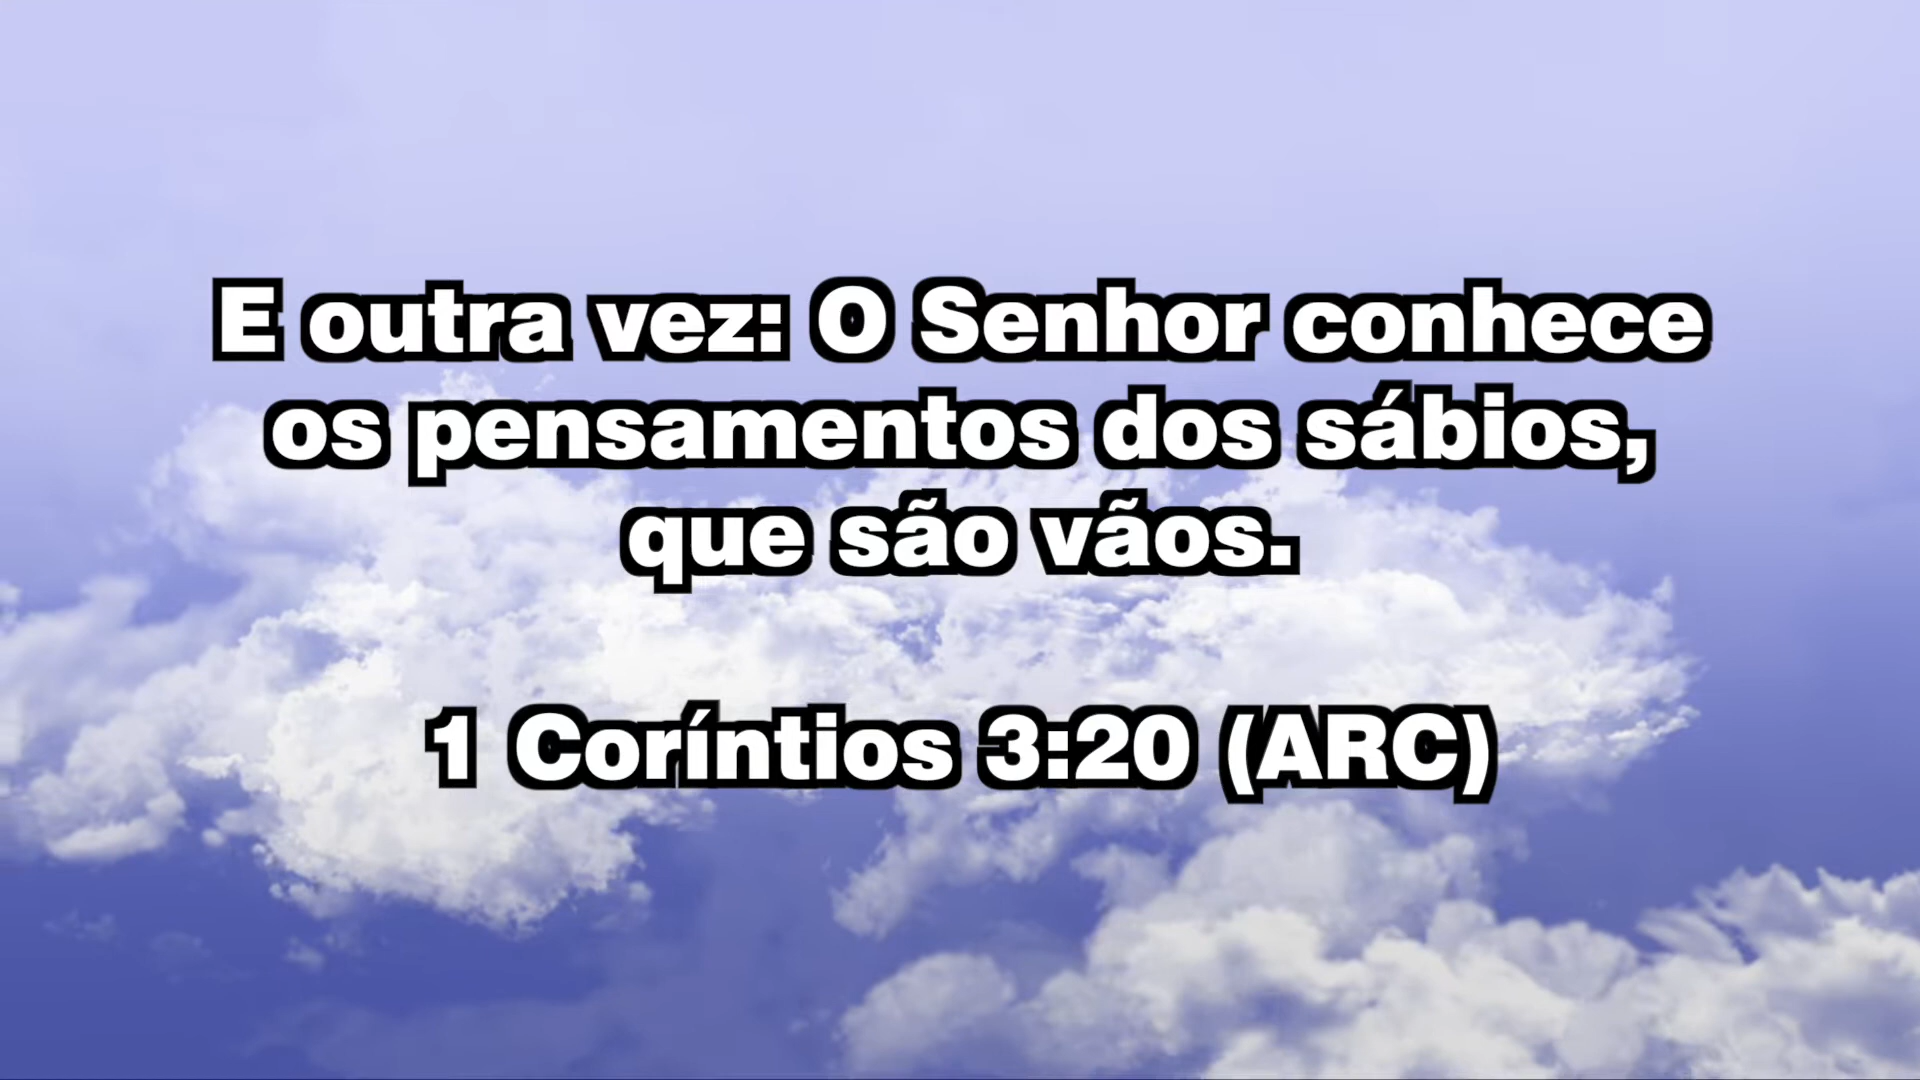 E outra vez: O Senhor conhece
os pensamentos dos sábios,
que são vãos.
1 Coríntios 3:20 (ARC)